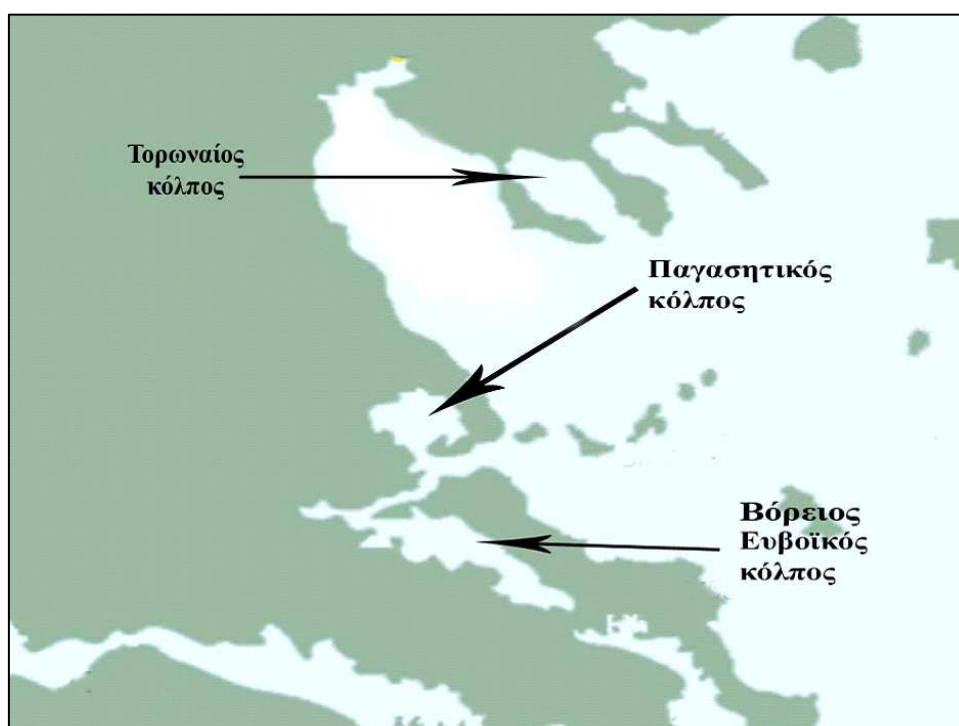 Τορωναίος
κόλπος
Παγασητικός
κόλπος
Βόρειος
Ευβοϊκός
κόλπος